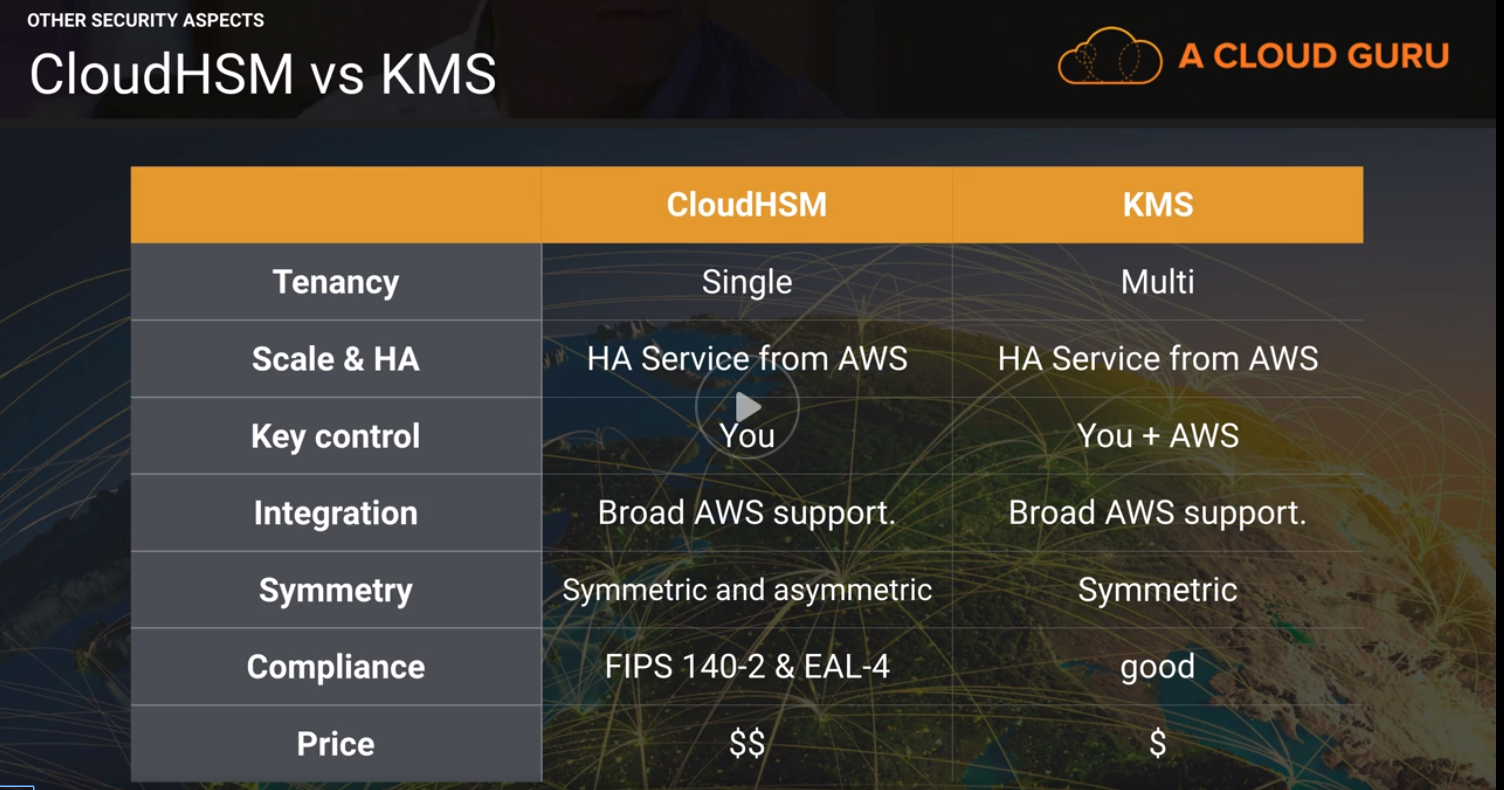 OTHER SECURITY ASPECTS
CloudHSM vs KMS
A CLOUD GURU
CloudHSM KMS
Tenancy Single Multi
Scale & HA HA Service from AWS HA Service from AWS
Key control You You + AWS
Integration Broad AWS support. Broad AWS support.
Symmetry Symmetric and asymmetric Symmetric
Compliance FIPS 140-2 & EAL-4 good
Price $$ $